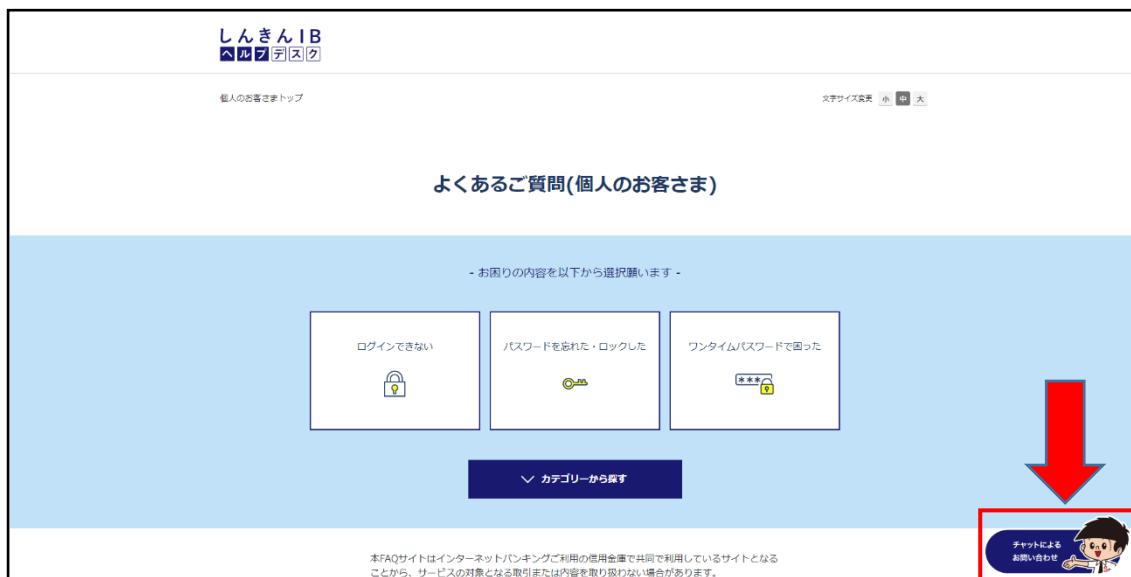 しんきんIB
ヘルプデスク
個人のお客さまトップ
文字サイズ変更 小 中 大
よくあるご質問(個人のお客さま)
- お困りの内容を以下から選択願います -
ログインできない
パスワードを忘れた・ロックした
ワンタイムパスワードで困った
***
カテゴリーから探す
チャットによる
お問い合わせ
本FAQサイトはインターネットバンキングご利用の信用金庫で共同で利用しているサイトとなる
ことから、サービスの対象となる取引または内容を取り扱わない場合があります。